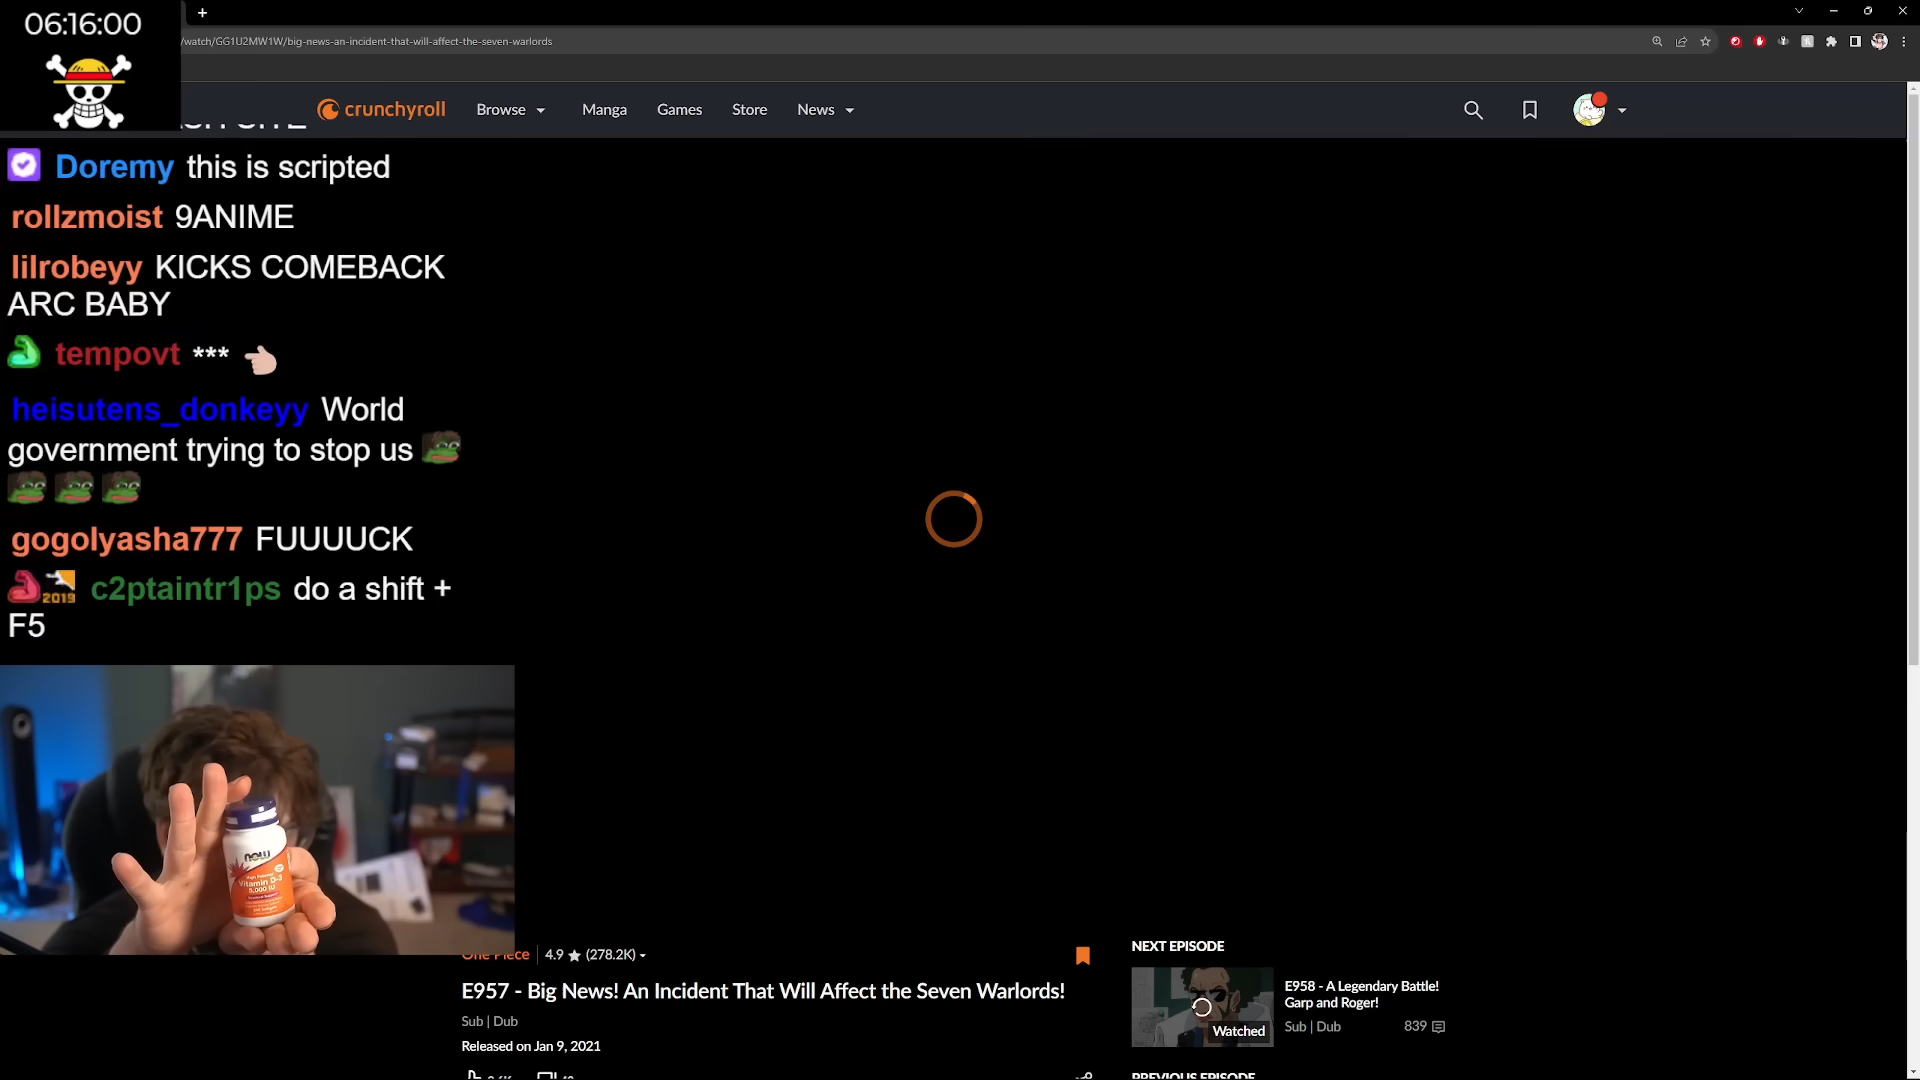 06:16:00
/watch/GG1U2MW1W/big-news-an-incident-that-will-affect-the-seven-warlords
crunchyroll
Browse
Manga
Games
Store
News
Doremy this is scripted
rollzmoist 9ANIME
lilrobeyy KICKS COMEBACK
ARC BABY
tempovt ***
heisutens_donkeyy World
government trying to stop us
gogolyasha777 FUUUUCK
2019 c2ptaintr1ps do a shift +
F5
now
Vitamin D-3
5,000 IU
One Piece 4.9 ★ (278.2K)
E957 - Big News! An Incident That Will Affect the Seven Warlords!
Sub | Dub
Released on Jan 9, 2021
NEXT EPISODE
Watched
E958 - A Legendary Battle!
Garp and Roger!
Sub | Dub 839
PREVIOUS EPISODE